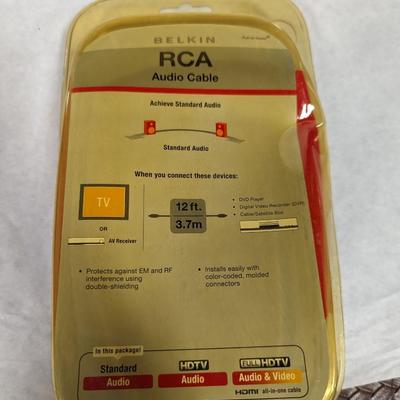 BELKIN
RCA
Audio Cable
Achieve Standard Audio
Standard Audio
When you connect these devices:
TV
OR
AV Receiver
12 ft.
3.7m
• DVD Player
• Digital Video Recorder (DVR)
• Cable/Satellite Box
• Protects against EM and RF
interference using
double-shielding
• Installs easily with
color-coded, molded
connectors
In this package!
Standard
Audio
HDTV
Audio
FULL HDTV
Audio & Video
HDMI all-in-one cable